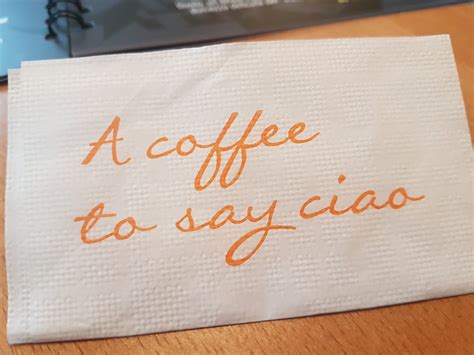 A coffee
to say ciao